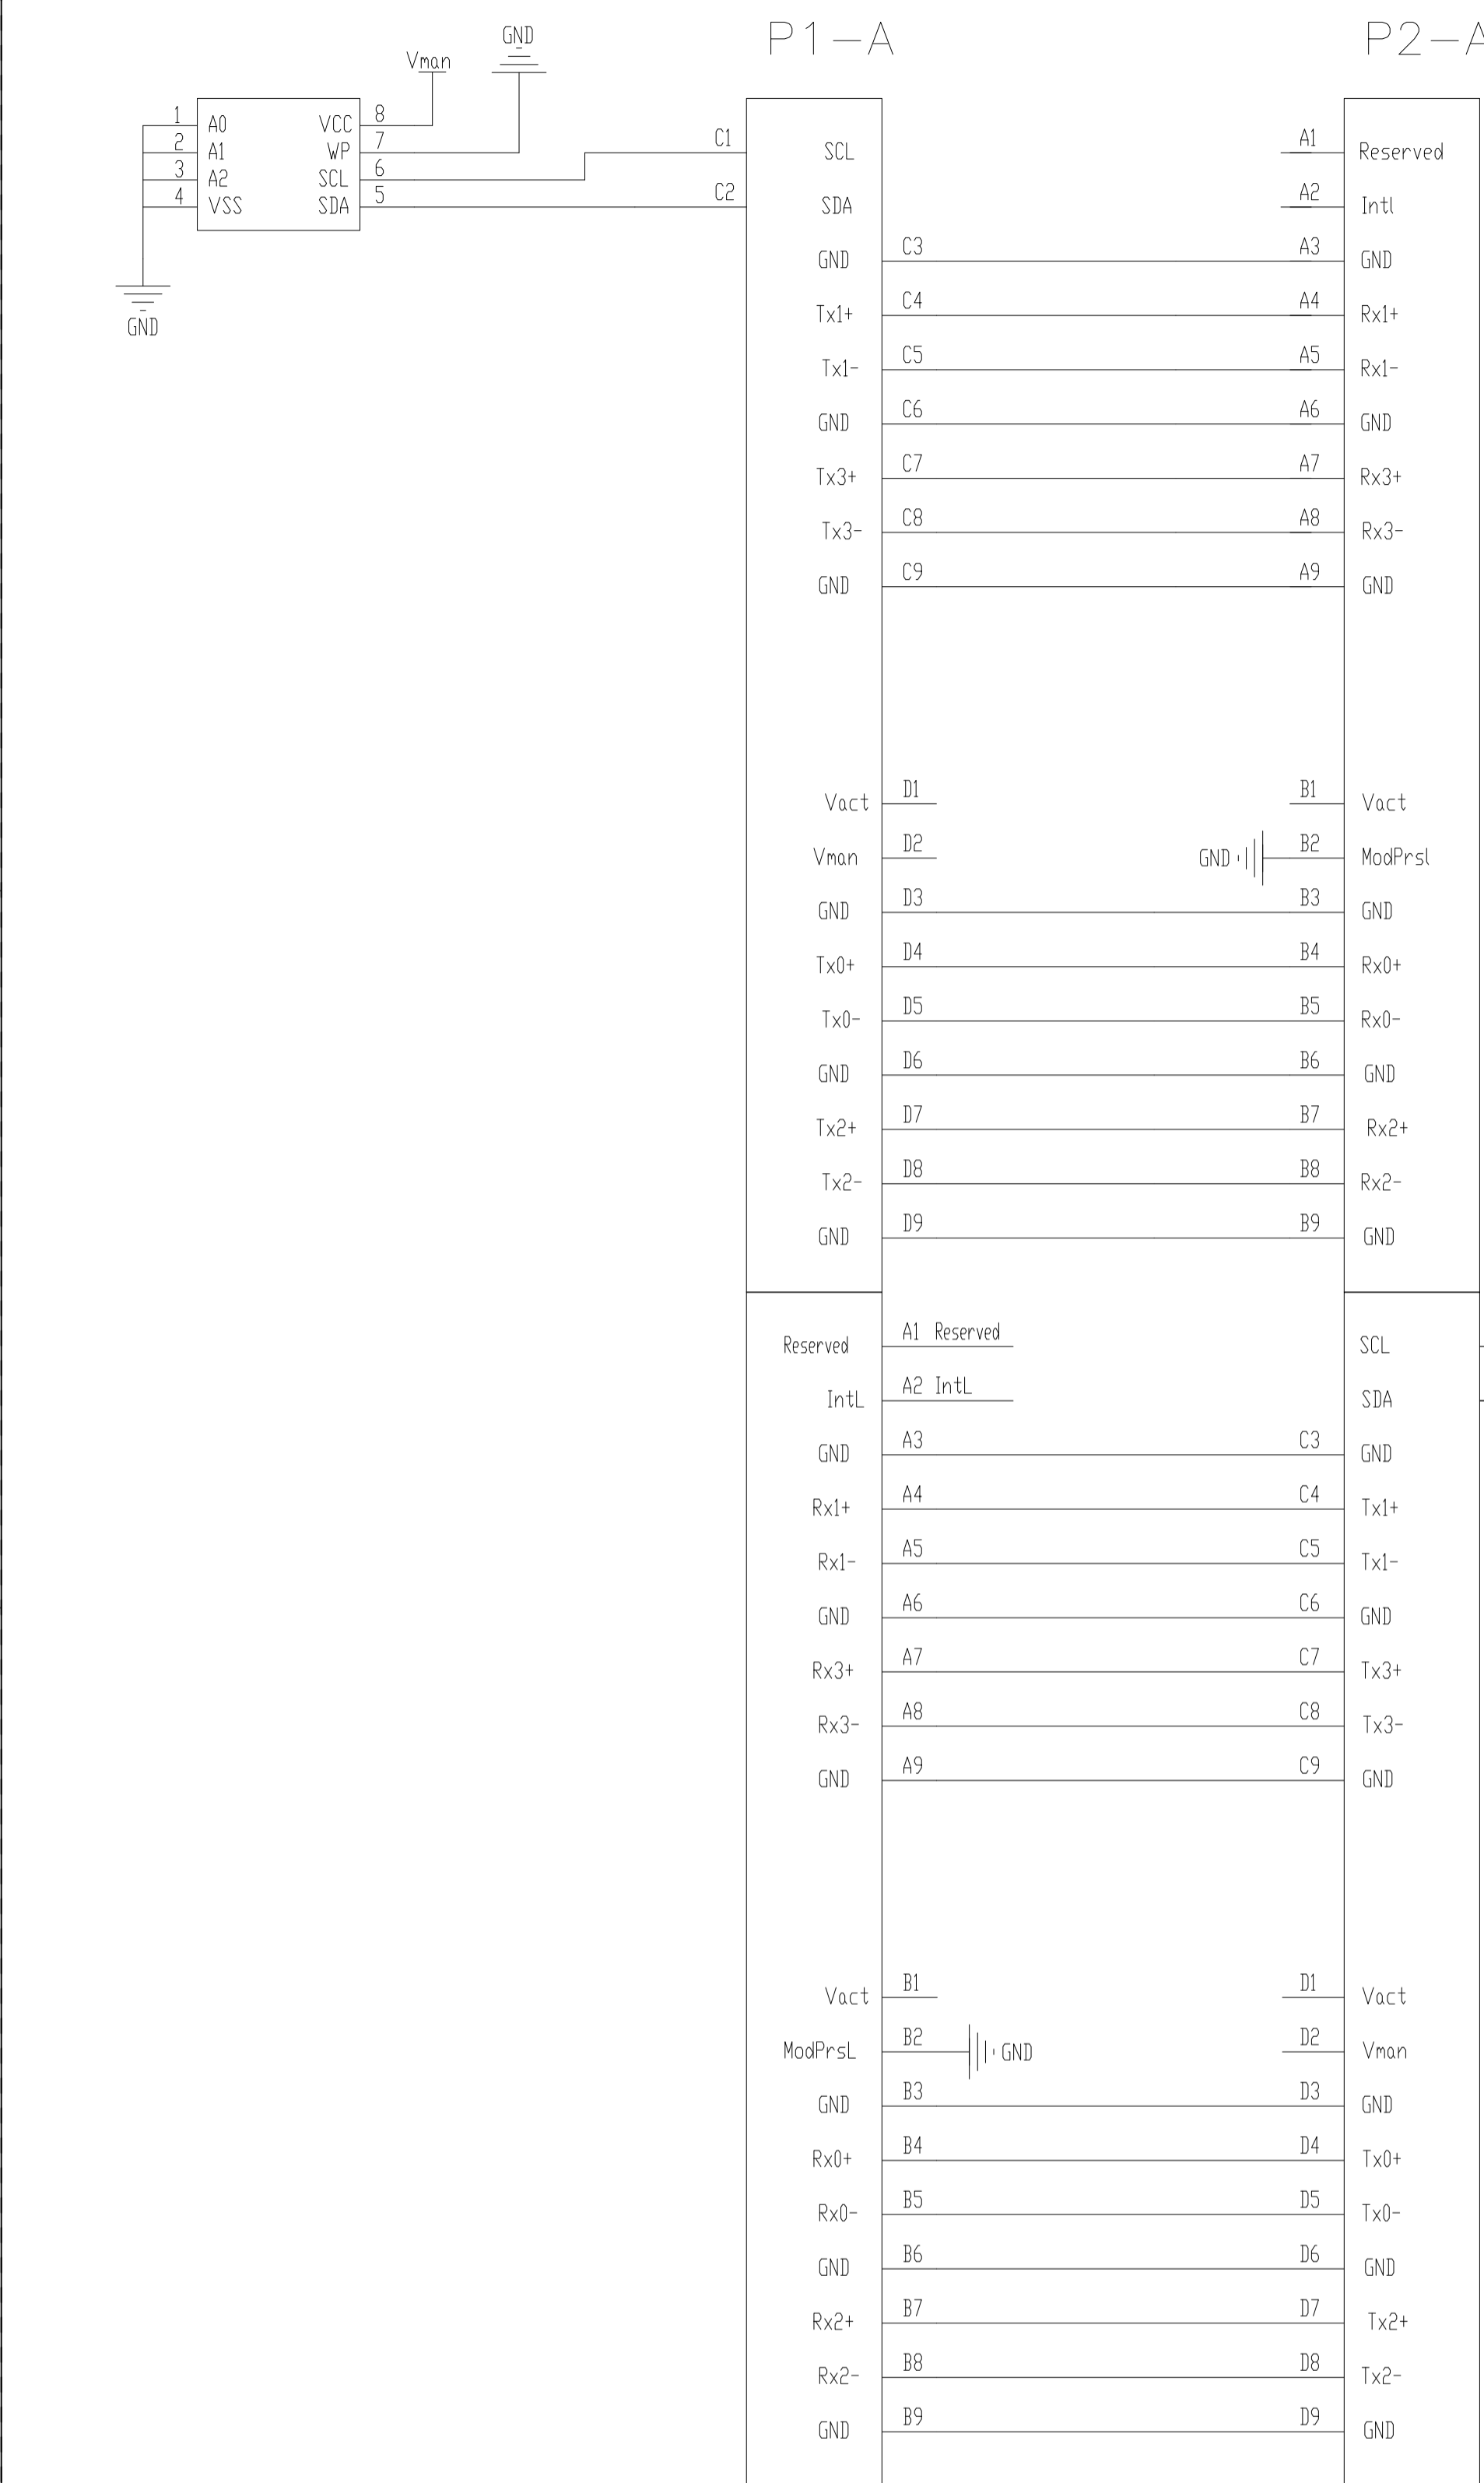 P1-A P2-A
GND
Vman
1 A0 VCC 8
2 A1 WP 7
3 A2 SCL 6
4 VSS SDA 5
GND
C1 SCL A1 Reserved
C2 SDA A2 Intl
GND C3 A3 GND
Tx1+ C4 A4 Rx1+
Tx1- C5 A5 Rx1-
GND C6 A6 GND
Tx3+ C7 A7 Rx3+
Tx3- C8 A8 Rx3-
GND C9 A9 GND
Vact D1 B1 Vact
Vman D2 GND B2 ModPrsl
GND D3 B3 GND
Tx0+ D4 B4 Rx0+
Tx0- D5 B5 Rx0-
GND D6 B6 GND
Tx2+ D7 B7 Rx2+
Tx2- D8 B8 Rx2-
GND D9 B9 GND
Reserved A1 Reserved SCL
IntL A2 IntL SDA
GND A3 C3 GND
Rx1+ A4 C4 Tx1+
Rx1- A5 C5 Tx1-
GND A6 C6 GND
Rx3+ A7 C7 Tx3+
Rx3- A8 C8 Tx3-
GND A9 C9 GND
Vact B1 D1 Vact
ModPrsL B2 GND D2 Vman
GND B3 D3 GND
Rx0+ B4 D4 Tx0+
Rx0- B5 D5 Tx0-
GND B6 D6 GND
Rx2+ B7 D7 Tx2+
Rx2- B8 D8 Tx2-
GND B9 D9 GND